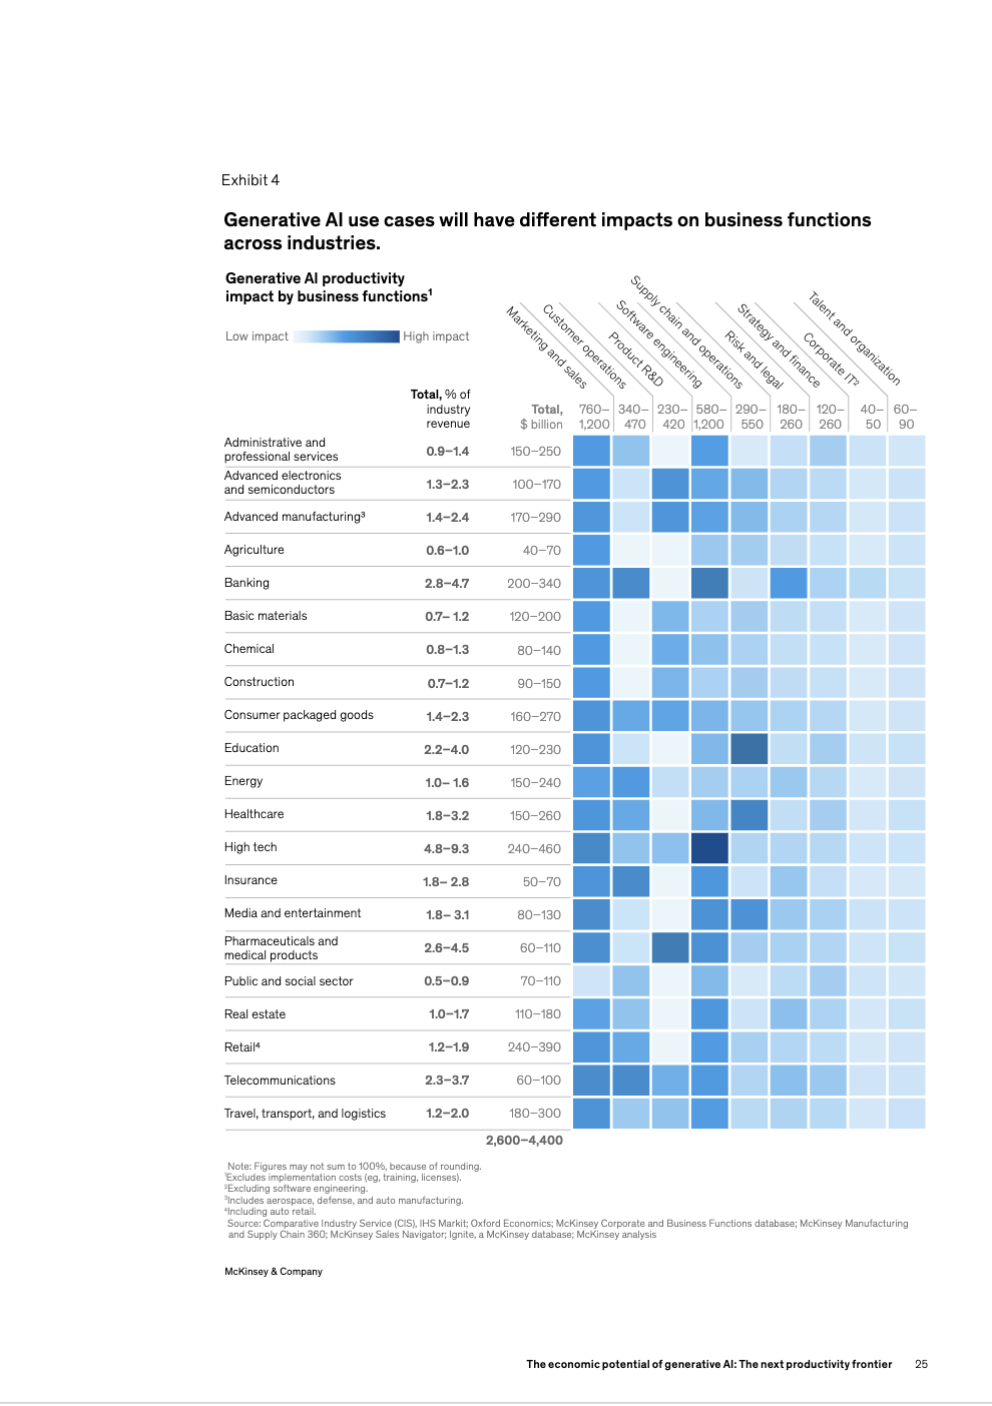 Exhibit 4
Generative AI use cases will have different impacts on business functions
across industries.
Generative AI productivity
impact by business functions¹
Low impact
High impact
Marketing and sales
Customer operations
Product R&D
Software engineering
Supply chain and operations
Risk and legal
Strategy and finance
Corporate IT²
Talent and organization
Total, % of
industry
revenue
Total,
$ billion
760–
1,200
340–
470
230–
420
580–
1,200
290–
550
180–
260
120–
260
40–
50
60–
90
Administrative and
professional services
0.9–1.4
150–250
Advanced electronics
and semiconductors
1.3–2.3
100–170
Advanced manufacturing³
1.4–2.4
170–290
Agriculture
0.6–1.0
40–70
Banking
2.8–4.7
200–340
Basic materials
0.7– 1.2
120–200
Chemical
0.8–1.3
80–140
Construction
0.7–1.2
90–150
Consumer packaged goods
1.4–2.3
160–270
Education
2.2–4.0
120–230
Energy
1.0– 1.6
150–240
Healthcare
1.8–3.2
150–260
High tech
4.8–9.3
240–460
Insurance
1.8– 2.8
50–70
Media and entertainment
1.8– 3.1
80–130
Pharmaceuticals and
medical products
2.6–4.5
60–110
Public and social sector
0.5–0.9
70–110
Real estate
1.0–1.7
110–180
Retail⁴
1.2–1.9
240–390
Telecommunications
2.3–3.7
60–100
Travel, transport, and logistics
1.2–2.0
180–300
2,600–4,400
Note: Figures may not sum to 100%, because of rounding.
¹Excludes implementation costs (eg, training, licenses).
²Excluding software engineering.
³Includes aerospace, defense, and auto manufacturing.
⁴Including auto retail.
Source: Comparative Industry Service (CIS), IHS Markit; Oxford Economics; McKinsey Corporate and Business Functions database; McKinsey Manufacturing
and Supply Chain 360; McKinsey Sales Navigator; Ignite, a McKinsey database; McKinsey analysis
McKinsey & Company
The economic potential of generative AI: The next productivity frontier 25